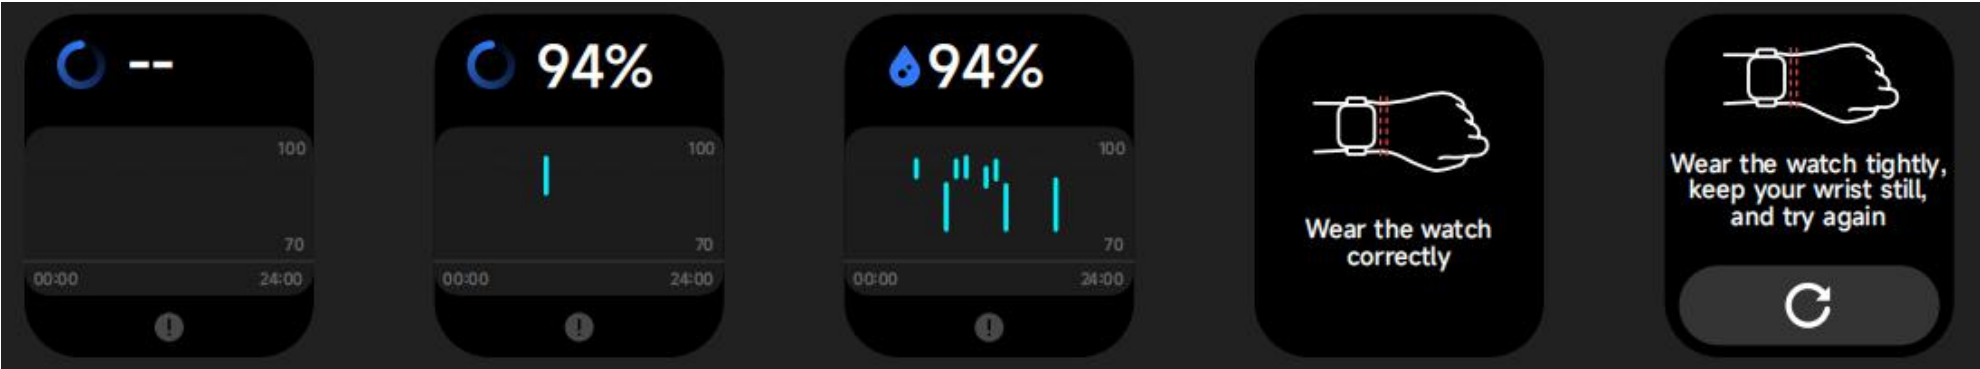 --
100
70
00:00 24:00
94%
100
70
00:00 24:00
94%
100
70
00:00 24:00
Wear the watch
correctly
Wear the watch tightly,
keep your wrist still,
and try again